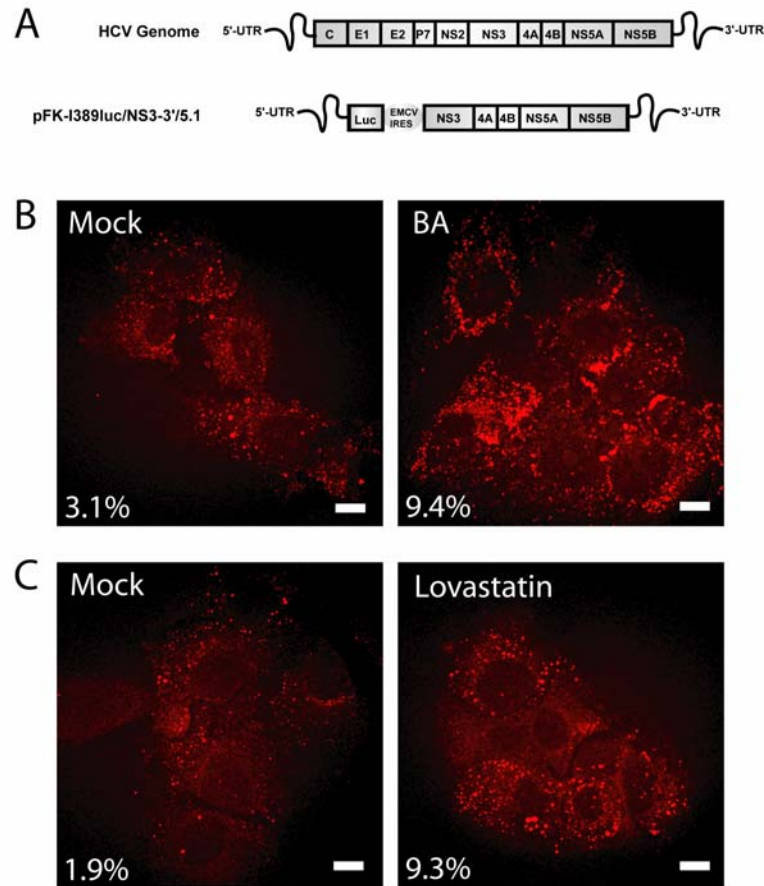 A
HCV Genome
5'-UTR
C E1 E2 P7 NS2 NS3 4A 4B NS5A NS5B
3'-UTR
pFK-I389luc/NS3-3'/5.1
5'-UTR
Luc EMCV IRES NS3 4A 4B NS5A NS5B
3'-UTR
B
Mock
3.1%
BA
9.4%
C
Mock
1.9%
Lovastatin
9.3%